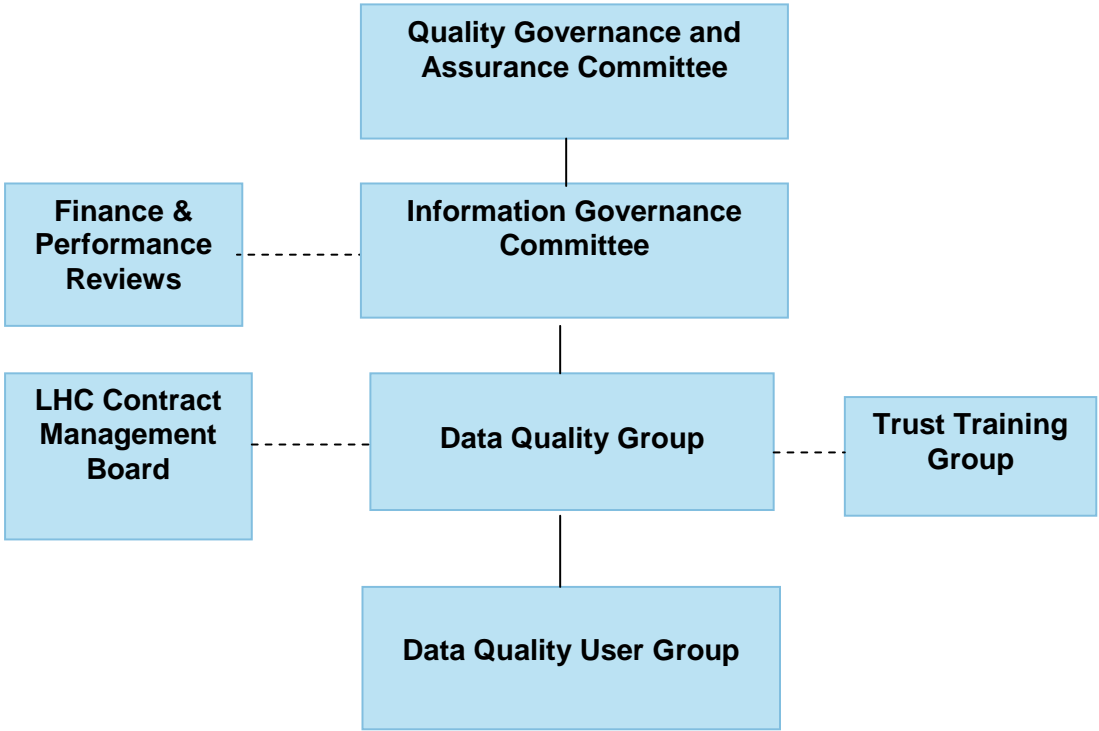 Quality Governance and
Assurance Committee
Finance &
Performance
Reviews
Information Governance
Committee
LHC Contract
Management
Board
Data Quality Group
Trust Training
Group
Data Quality User Group